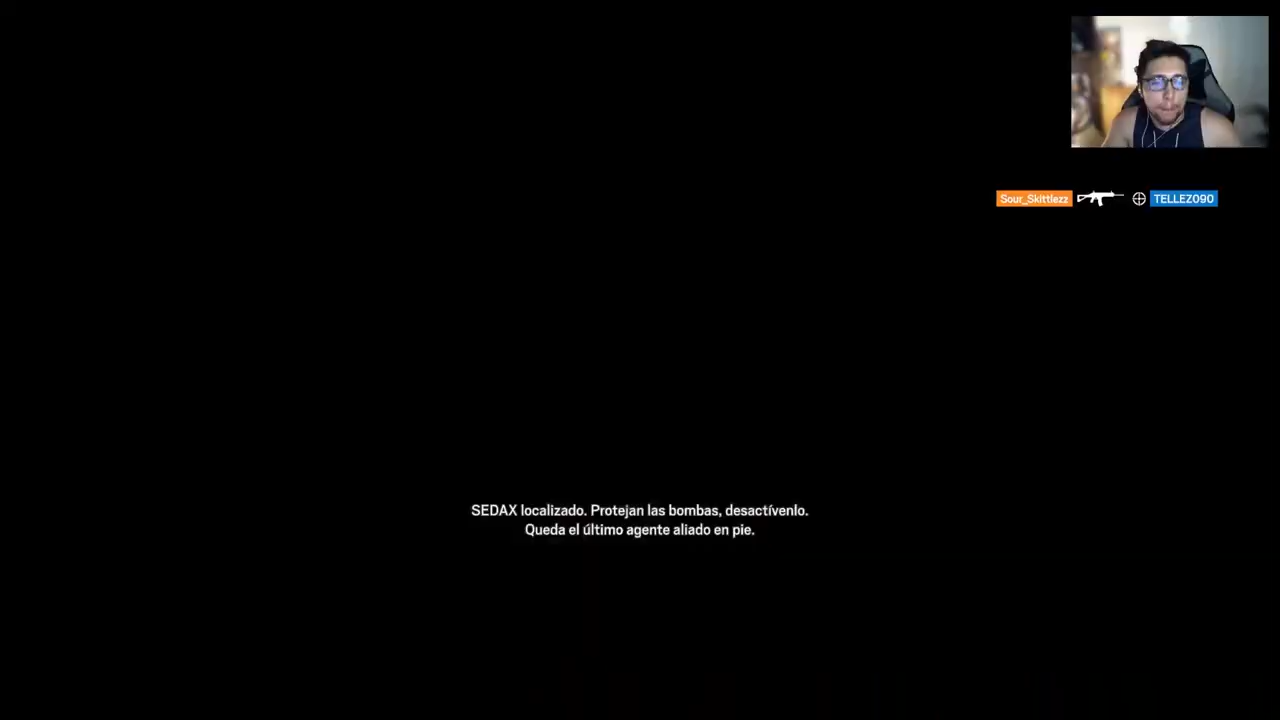 Sour_Skittlezz TELLEZ090
SEDAX localizado. Protejan las bombas, desactívenlo.
Queda el último agente aliado en pie.